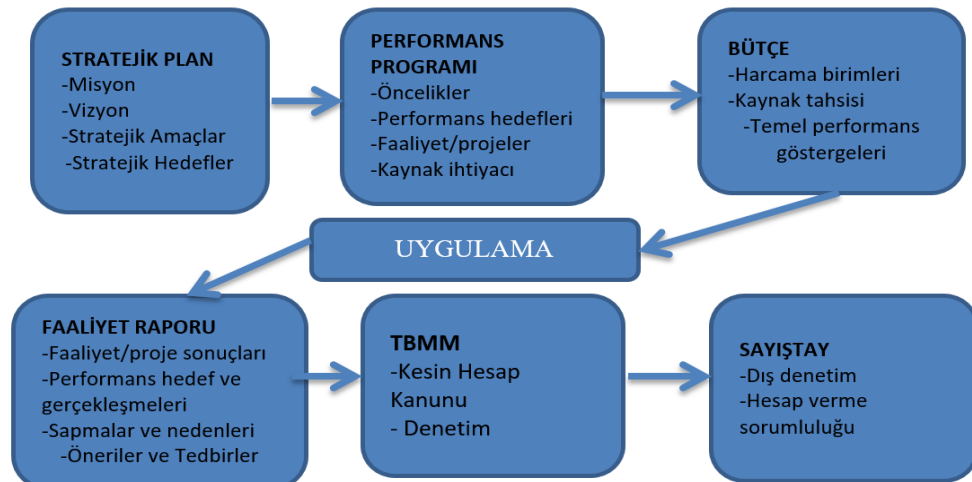 STRATEJİK PLAN
-Misyon
-Vizyon
-Stratejik Amaçlar
-Stratejik Hedefler
PERFORMANS
PROGRAMI
-Öncelikler
-Performans hedefleri
-Faaliyet/projeler
-Kaynak ihtiyacı
BÜTÇE
-Harcama birimleri
-Kaynak tahsisi
-Temel performans
göstergeleri
UYGULAMA
FAALİYET RAPORU
-Faaliyet/proje sonuçları
-Performans hedef ve
gerçekleşmeleri
-Sapmalar ve nedenleri
-Öneriler ve Tedbirler
TBMM
-Kesin Hesap
Kanunu
- Denetim
SAYIŞTAY
-Dış denetim
-Hesap verme
sorumluluğu